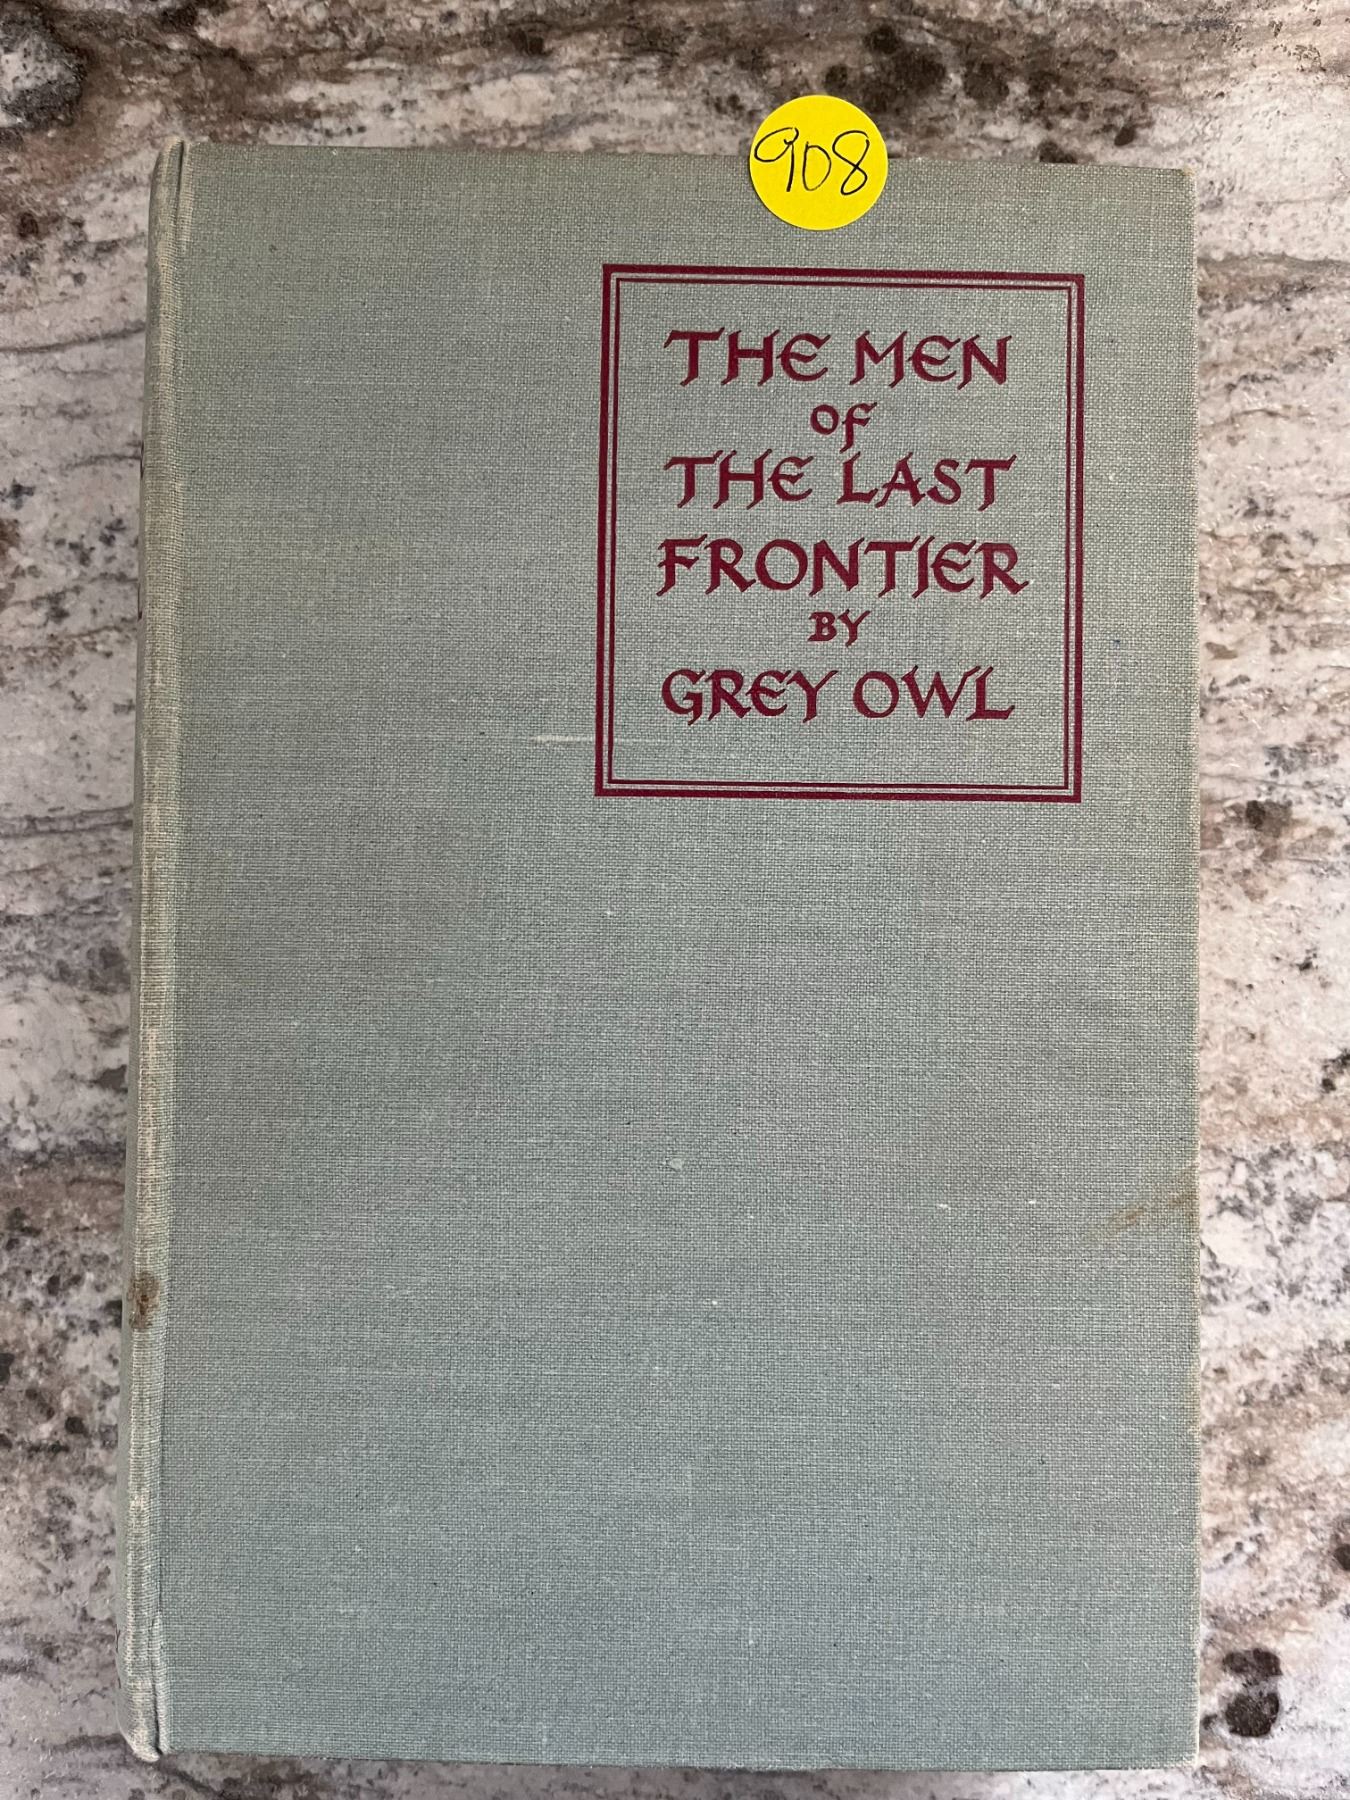 908
THE MEN
OF
THE LAST
FRONTIER
BY
GREY OWL